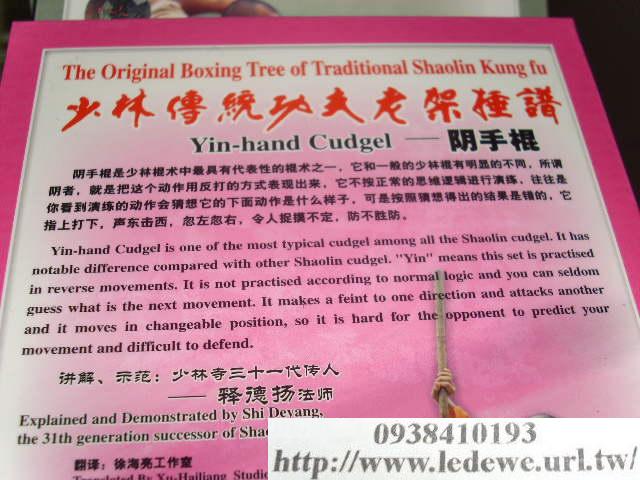 The Original Boxing Tree of Traditional Shaolin Kung fu
少林傳統功夫老架種譜
Yin-hand Cudgel — 阴手棍
阴手棍是少林棍术中最具有代表性的棍术之一，它和一般的少林棍有明显的不同，所谓
阴者，就是把这个动作用反打的方式表现出来，它不按正常的思维逻辑进行演练，往往是
你看到演练的动作会猜想它的下面动作是什么样子，可是按照猜想得出的结果是错的，它
指上打下，声东击西，忽左忽右，令人捉摸不定，防不胜防。
Yin-hand Cudgel is one of the most typical cudgel among all the Shaolin cudgel. It has
notable difference compared with other Shaolin cudgel. "Yin" means this set is practised
in reverse movements. It is not practised according to normal logic and you can seldom
guess what is the next movement. It makes a feint to one direction and attacks another
and it moves in changeable position, so it is hard for the opponent to predict your
movement and difficult to defend.
讲解、示范：少林寺三十一代传人
—— 释德扬法师
Explained and Demonstrated by Shi Deyang,
the 31th generation successor of Shao
翻译：徐海亮工作室
Translated By Xu-Hailiang Studio
0938410193
http://www.ledewe.url.tw/